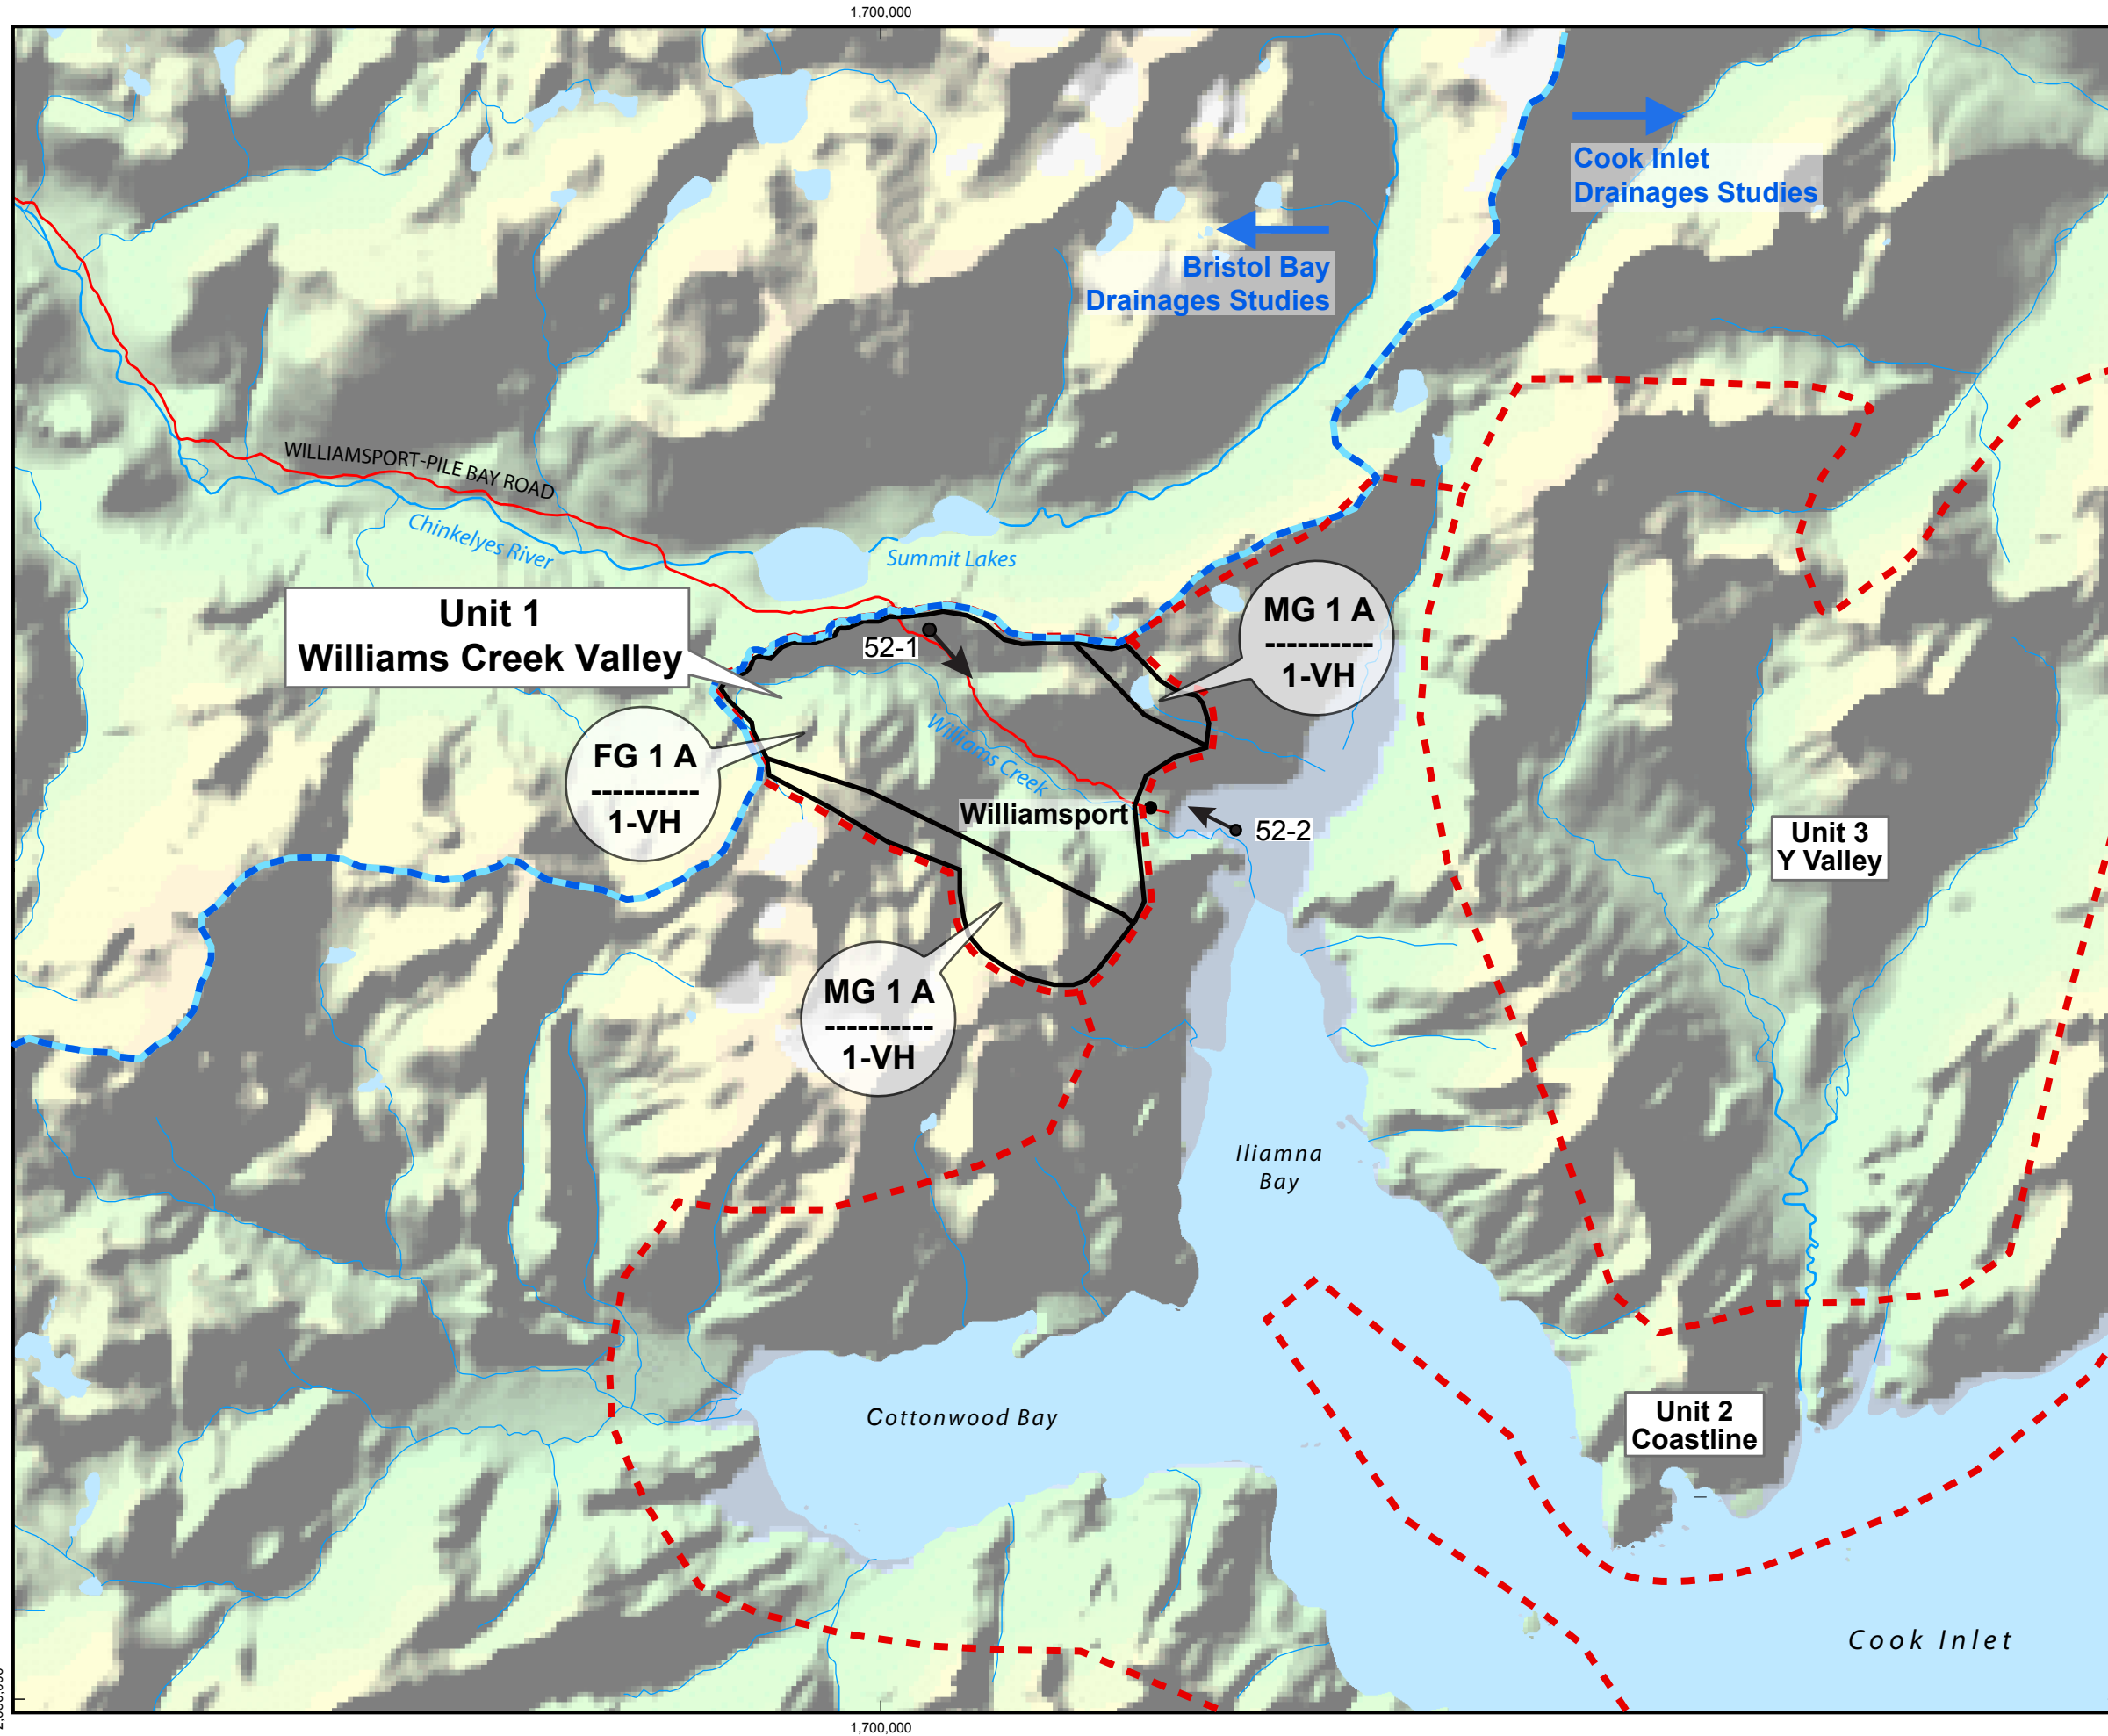 1,700,000
Cook Inlet
Drainages Studies
Bristol Bay
Drainages Studies
WILLIAMSPORT-PILE BAY ROAD
Chinkelyes River
Summit Lakes
Unit 1
Williams Creek Valley
MG 1 A
----------
1-VH
52-1
FG 1 A
----------
1-VH
Williams Creek
Williamsport
52-2
Unit 3
Y Valley
MG 1 A
----------
1-VH
Iliamna
Bay
Cottonwood Bay
Unit 2
Coastline
Cook Inlet
1,700,000